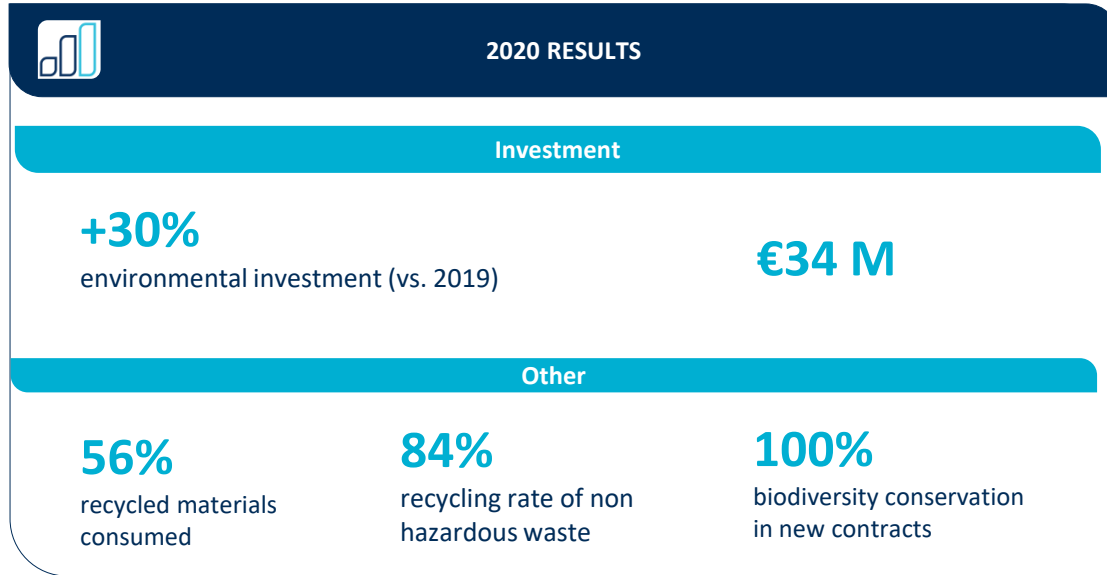 2020 RESULTS
Investment
+30%
environmental investment (vs. 2019)
€34 M
Other
56%
recycled materials
consumed
84%
recycling rate of non
hazardous waste
100%
biodiversity conservation
in new contracts